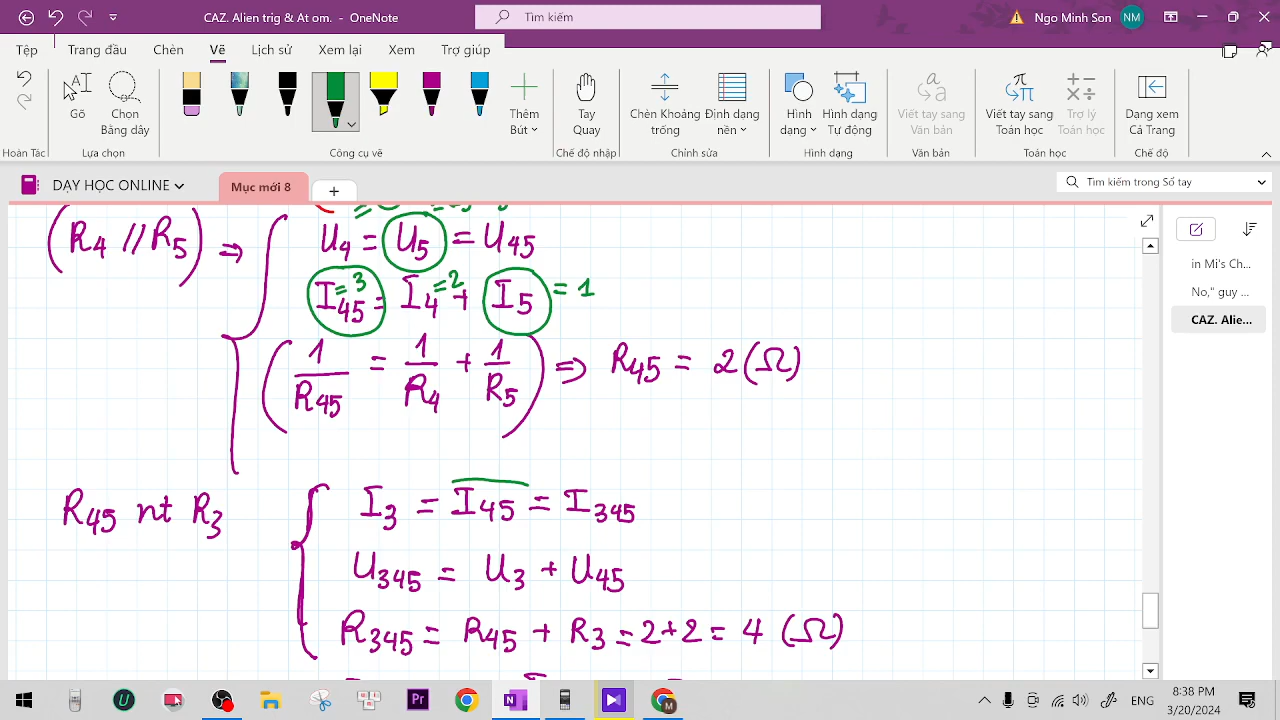 CAZ. Alien trg & At om. - OneNote
Tìm kiếm
Ngo Minh Son
NM
Tệp
Trang đầu
Chèn
Vẽ
Lịch sử
Xem lại
Xem
Trợ giúp
Gõ
Chọn Bằng dây
Thêm Bút
Tay Quay
Chèn Khoảng trống
Định dạng nền
Hình dạng
Hình dạng Tự động
Viết tay sang Văn bản
Viết tay sang Toán học
Trợ lý Toán học
Dạng xem Cả Trang
Hoàn Tác
Lựa chọn
Công cụ vẽ
Chế độ nhập
Chỉnh sửa
Hình dạng
Văn bản
Toán học
Chế độ
DẠY HỌC ONLINE
Mục mới 8
+
Tìm kiếm trong Sổ tay
in Mi's Ch...
No," guy ...
CAZ. Alie...
(R4 // R5) ⇒
U4 = U5 = U45
I45 = 3 = I4 = 2 + I5 = 1
(1/R45 = 1/R4 + 1/R5) ⇒ R45 = 2 (Ω)
R45 nt R3
I3 = I45 = I345
U345 = U3 + U45
R345 = R45 + R3 = 2+2 = 4 (Ω)
Pr
N
M
ENG
8:38 PM
3/20/2024